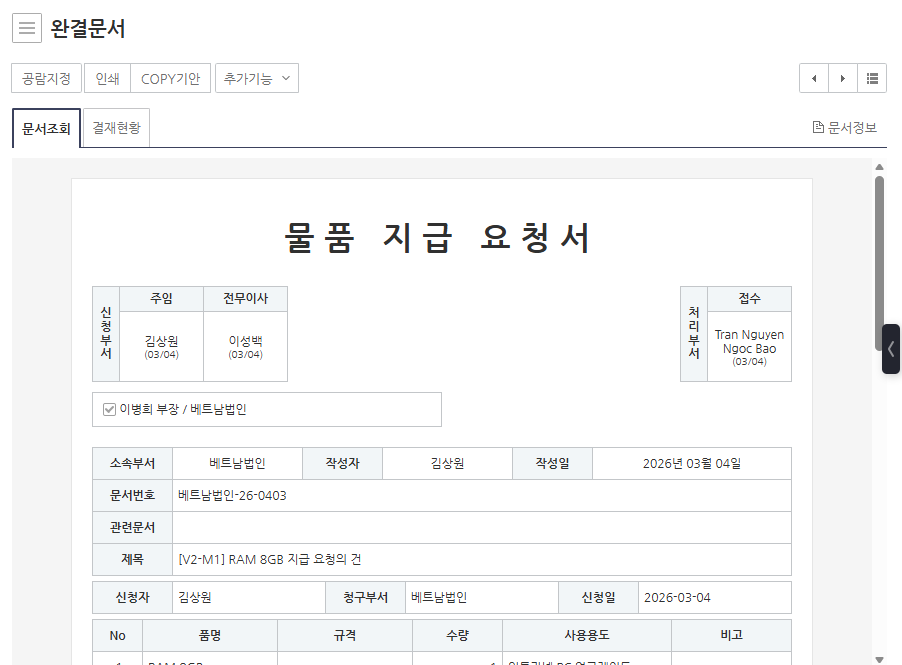 완결문서
공람지정 인쇄 COPY기안 추가기능
문서조회 결재현황 문서정보
물품 지급 요청서
신청부서 주임 전무이사 처리부서 접수
김상원 이성백 Tran Nguyen
Ngoc Bao
(03/04) (03/04) (03/04)
이병희 부장 / 베트남법인
소속부서 베트남법인 작성자 김상원 작성일 2026년 03월 04일
문서번호 베트남법인-26-0403
관련문서
제목 [V2-M1] RAM 8GB 지급 요청의 건
신청자 김상원 청구부서 베트남법인 신청일 2026-03-04
No 품명 규격 수량 사용용도 비고
1 RAM 8GB 1